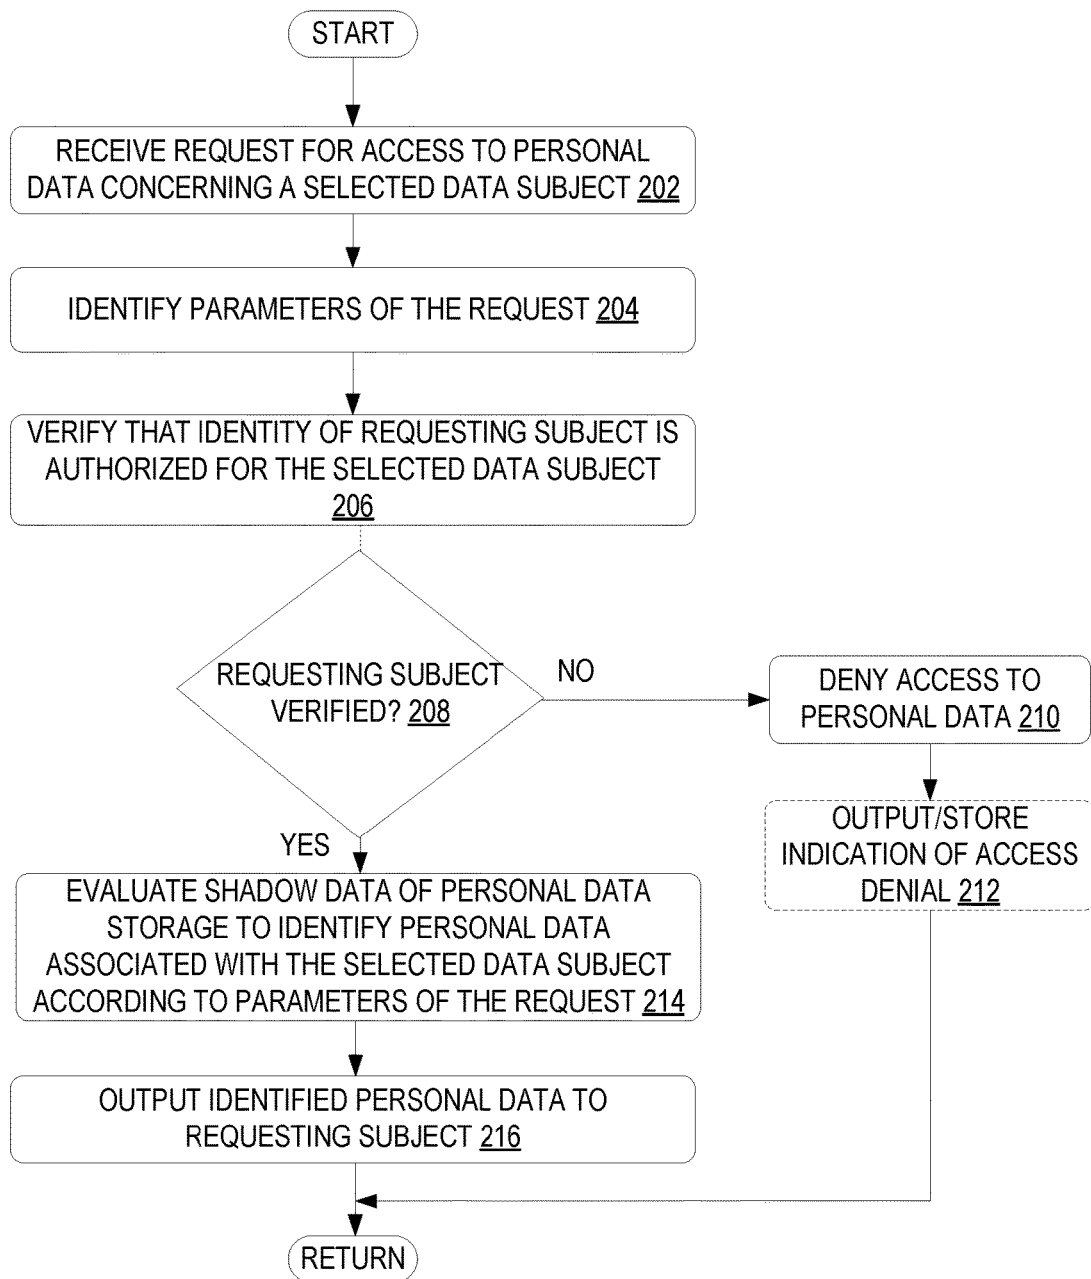 START
RECEIVE REQUEST FOR ACCESS TO PERSONAL
DATA CONCERNING A SELECTED DATA SUBJECT 202
IDENTIFY PARAMETERS OF THE REQUEST 204
VERIFY THAT IDENTITY OF REQUESTING SUBJECT IS
AUTHORIZED FOR THE SELECTED DATA SUBJECT
206
REQUESTING SUBJECT
VERIFIED? 208
NO
DENY ACCESS TO
PERSONAL DATA 210
OUTPUT/STORE
INDICATION OF ACCESS
DENIAL 212
YES
EVALUATE SHADOW DATA OF PERSONAL DATA
STORAGE TO IDENTIFY PERSONAL DATA
ASSOCIATED WITH THE SELECTED DATA SUBJECT
ACCORDING TO PARAMETERS OF THE REQUEST 214
OUTPUT IDENTIFIED PERSONAL DATA TO
REQUESTING SUBJECT 216
RETURN